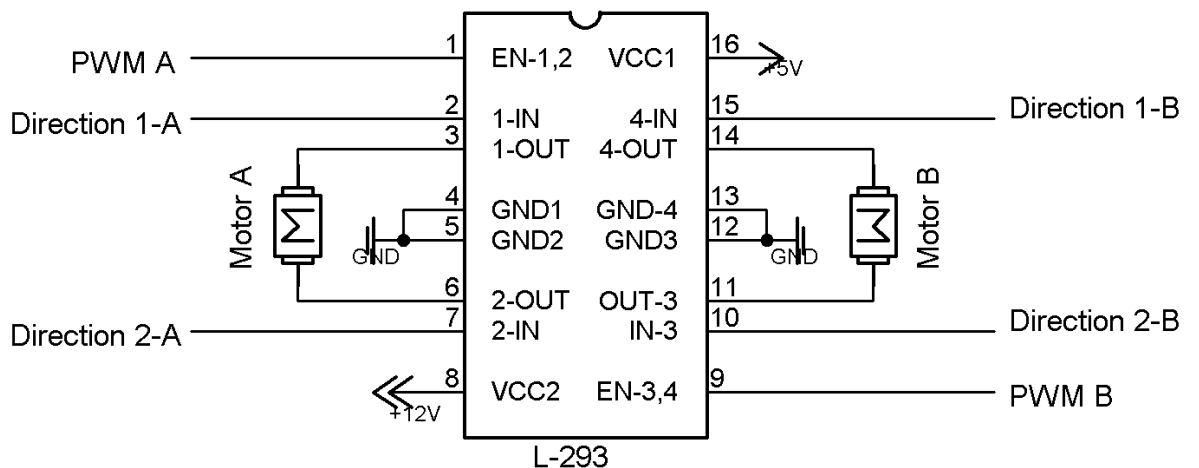 PWM A
1 EN-1,2 VCC1 16
+5V
Direction 1-A
2 1-IN 4-IN 15
Direction 1-B
3 1-OUT 4-OUT 14
Motor A
4 GND1 GND-4 13
5 GND2 GND3 12
GND
GND
Motor B
6 2-OUT OUT-3 11
Direction 2-A
7 2-IN IN-3 10
Direction 2-B
8 VCC2 EN-3,4 9
+12V
PWM B
L-293